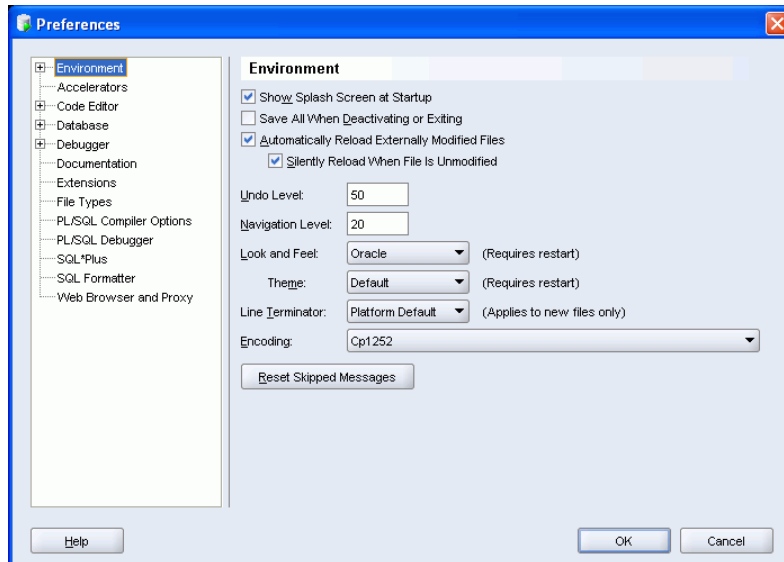 Preferences
Environment
Accelerators
Code Editor
Database
Debugger
Documentation
Extensions
File Types
PL/SQL Compiler Options
PL/SQL Debugger
SQL*Plus
SQL Formatter
Web Browser and Proxy
Environment
Show Splash Screen at Startup
Save All When Deactivating or Exiting
Automatically Reload Externally Modified Files
Silently Reload When File Is Unmodified
Undo Level: 50
Navigation Level: 20
Look and Feel: Oracle (Requires restart)
Theme: Default (Requires restart)
Line Terminator: Platform Default (Applies to new files only)
Encoding: Cp1252
Reset Skipped Messages
Help OK Cancel